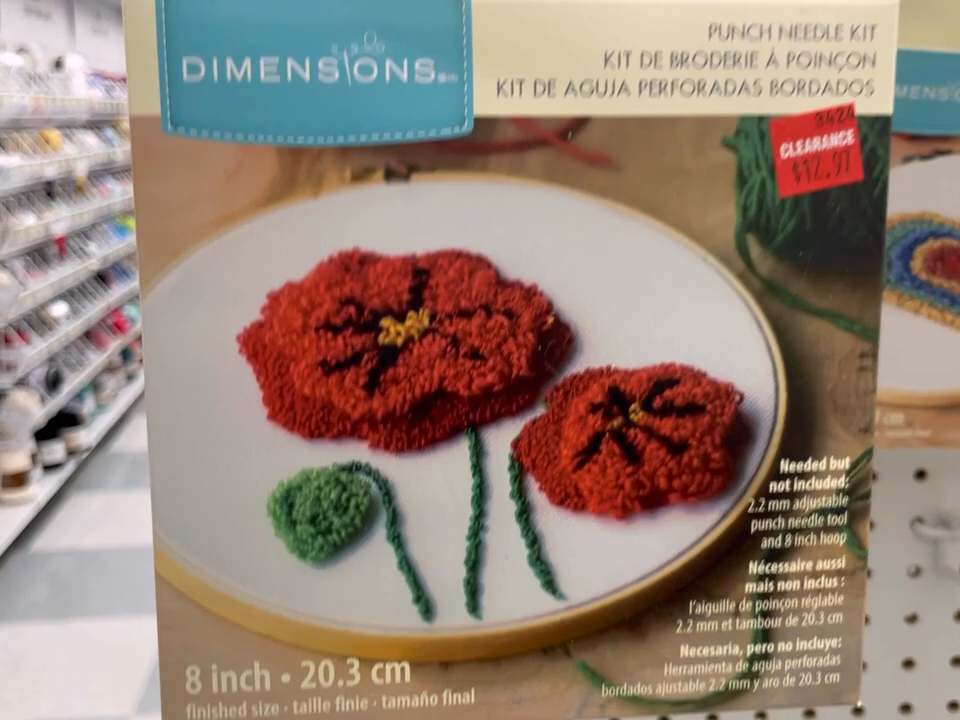 DIMENSIONS
PUNCH NEEDLE KIT
KIT DE BRODERIE À POINÇON
KIT DE AGUJA PERFORADAS BORDADOS
3424
CLEARANCE
$12.97
Needed but
not included:
2.2 mm adjustable
punch needle tool
and 8 inch hoop
Nécessaire aussi
mais non inclus :
l'aiguille de poinçon réglable
2.2 mm et tambour de 20.3 cm
Necesaria, pero no incluye:
Herramienta de aguja perforadas
bordados ajustable 2.2 mm y aro de 20.3 cm
8 inch • 20.3 cm
finished size · taille finie · tamaño final